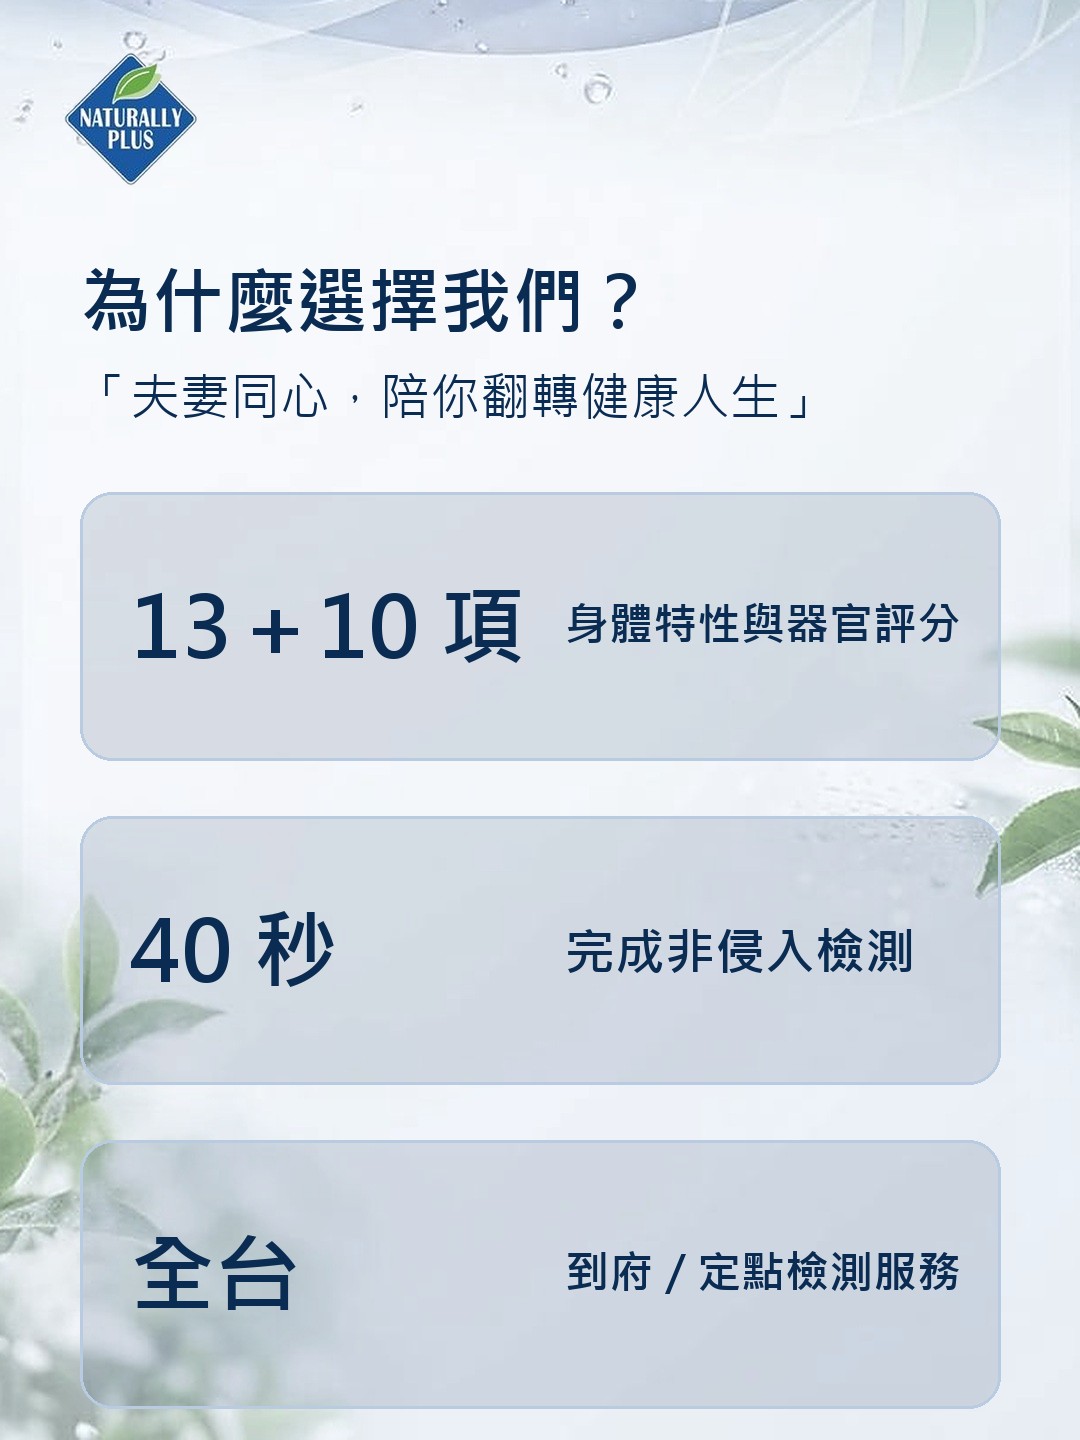 NATURALLY
PLUS
為什麼選擇我們？
「夫妻同心，陪你翻轉健康人生」
13+10 項 身體特性與器官評分
40 秒 完成非侵入檢測
全台 到府 / 定點檢測服務